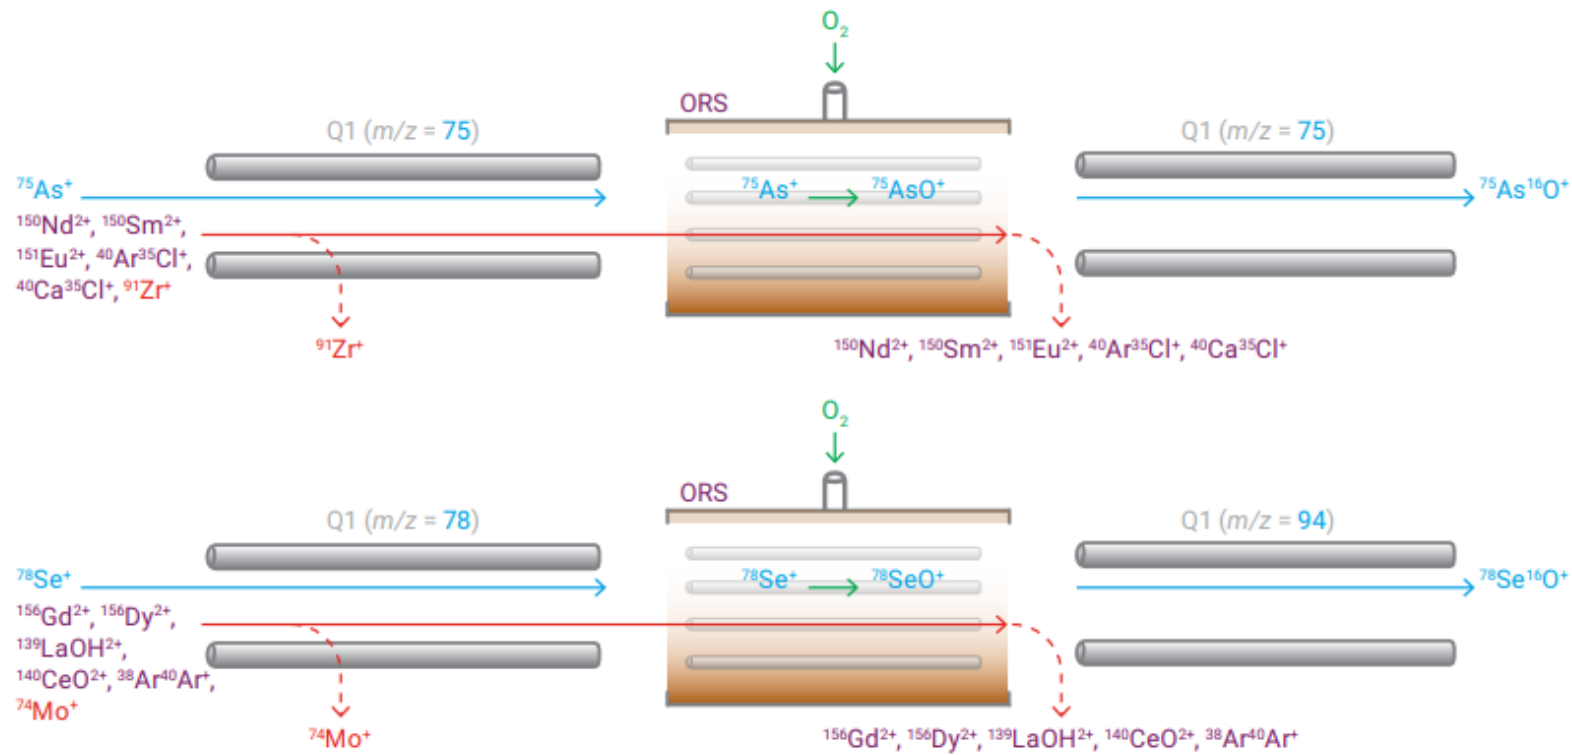 O₂
ORS
Q1 (m/z = 75)
Q1 (m/z = 75)
⁷⁵As⁺
⁷⁵As⁺
⁷⁵AsO⁺
⁷⁵As¹⁶O⁺
¹⁵⁰Nd²⁺, ¹⁵⁰Sm²⁺,
¹⁵¹Eu²⁺, ⁴⁰Ar³⁵Cl⁺,
⁴⁰Ca³⁵Cl⁺, ⁹¹Zr⁺
⁹¹Zr⁺
¹⁵⁰Nd²⁺, ¹⁵⁰Sm²⁺, ¹⁵¹Eu²⁺, ⁴⁰Ar³⁵Cl⁺, ⁴⁰Ca³⁵Cl⁺
O₂
ORS
Q1 (m/z = 78)
Q1 (m/z = 94)
⁷⁸Se⁺
⁷⁸Se⁺
⁷⁸SeO⁺
⁷⁸Se¹⁶O⁺
¹⁵⁶Gd²⁺, ¹⁵⁶Dy²⁺,
¹³⁹LaOH²⁺,
¹⁴⁰CeO²⁺, ³⁸Ar⁴⁰Ar⁺,
⁷⁴Mo⁺
⁷⁴Mo⁺
¹⁵⁶Gd²⁺, ¹⁵⁶Dy²⁺, ¹³⁹LaOH²⁺, ¹⁴⁰CeO²⁺, ³⁸Ar⁴⁰Ar⁺